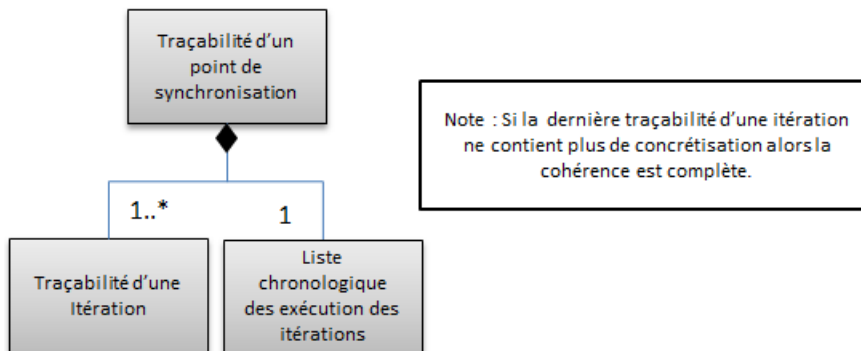 Traçabilité d'un
point de
synchronisation
Note : Si la dernière traçabilité d'une itération
ne contient plus de concrétisation alors la
cohérence est complète.
1..*
1
Traçabilité d'une
Itération
Liste
chronologique
des exécution des
itérations